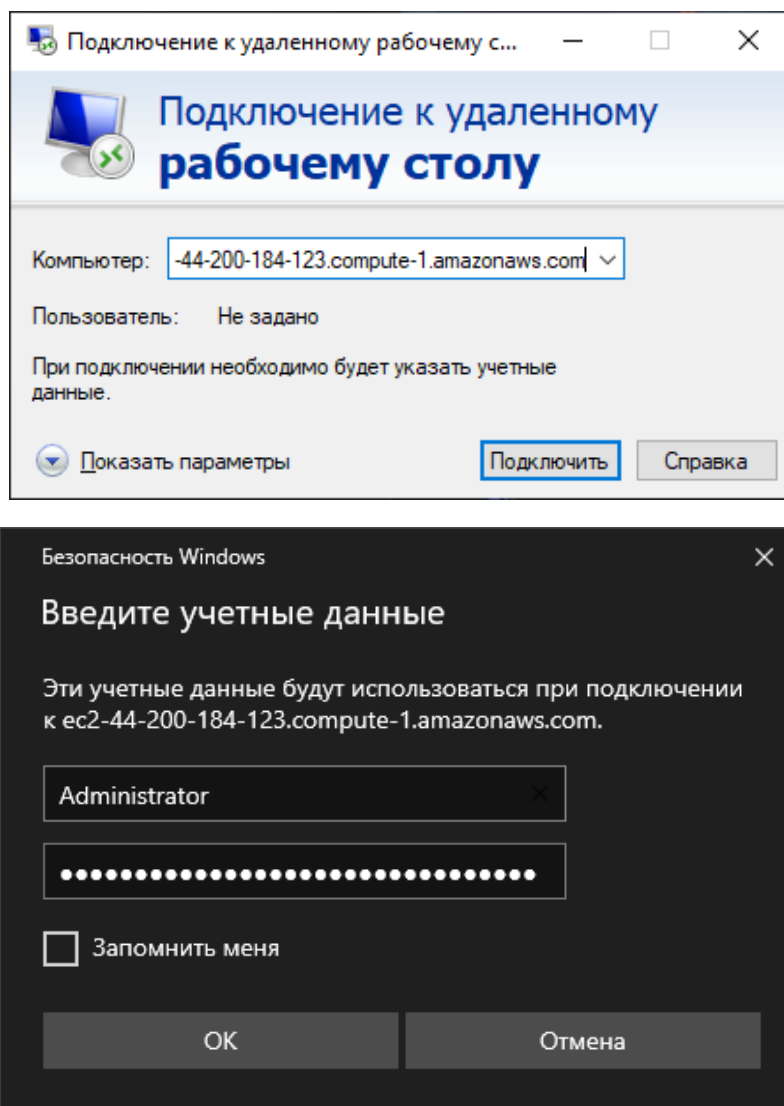 Подключение к удаленному рабочему с...
Подключение к удаленному
рабочему столу
Компьютер: -44-200-184-123.compute-1.amazonaws.com
Пользователь: Не задано
При подключении необходимо будет указать учетные
данные.
Показать параметры Подключить Справка
Безопасность Windows
Введите учетные данные
Эти учетные данные будут использоваться при подключении
к ec2-44-200-184-123.compute-1.amazonaws.com.
Administrator
Запомнить меня
OK Отмена